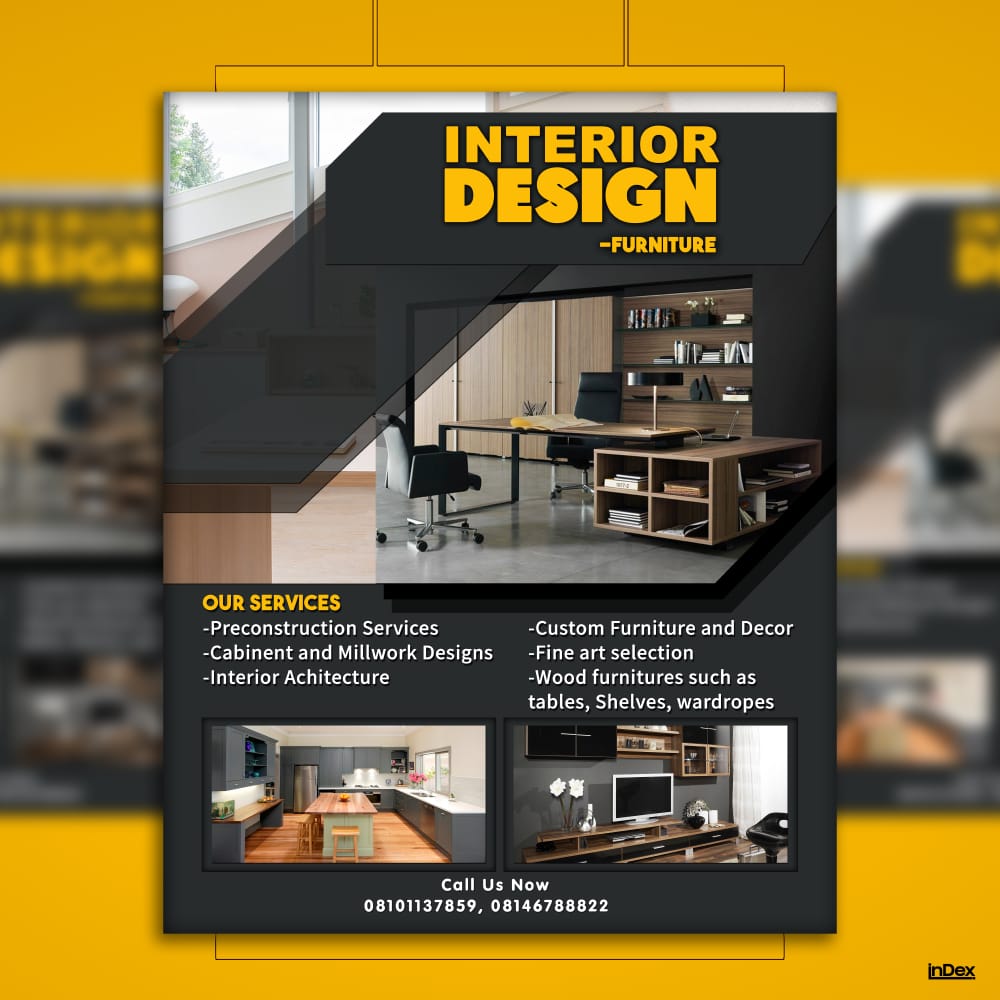 INTERIOR
DESIGN
-FURNITURE
OUR SERVICES
-Preconstruction Services
-Cabinent and Millwork Designs
-Interior Achitecture
-Custom Furniture and Decor
-Fine art selection
-Wood furnitures such as
tables, Shelves, wardropes
Call Us Now
08101137859, 08146788822
inDex